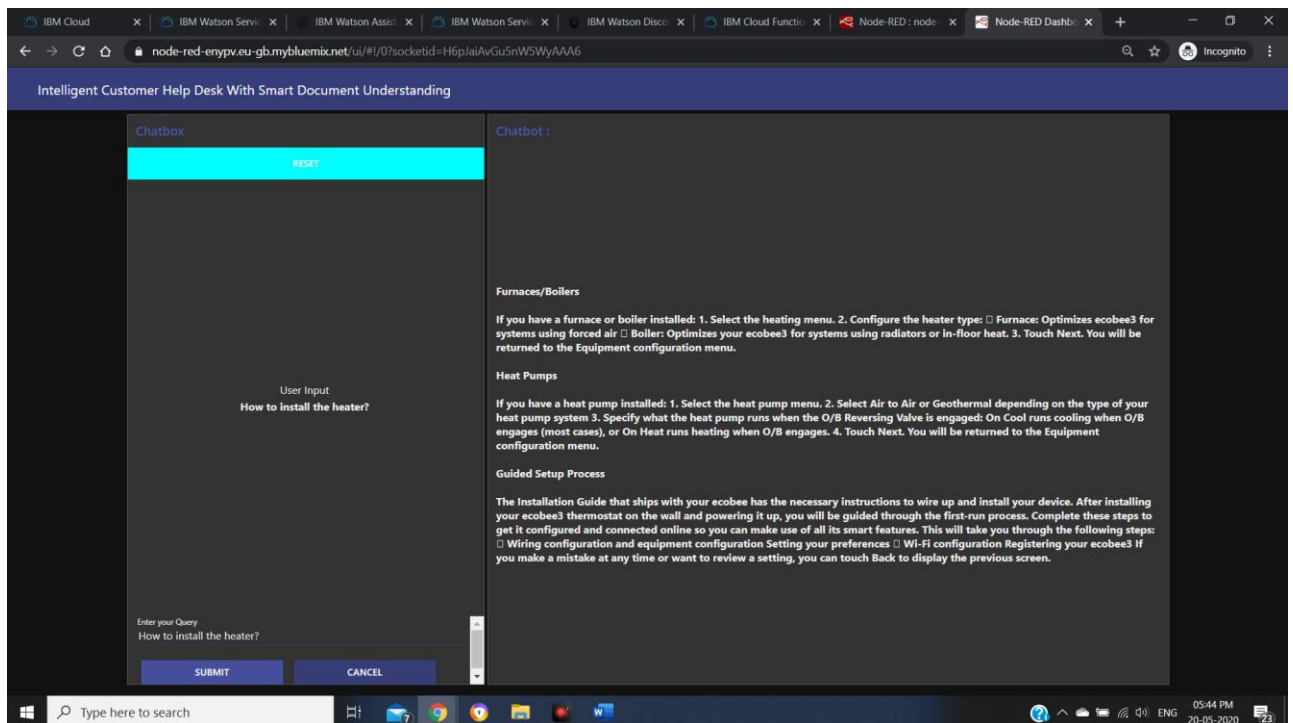 IBM Cloud
IBM Watson Servic
IBM Watson Assist
IBM Watson Servic
IBM Watson Disco
IBM Cloud Functio
Node-RED : node-
Node-RED Dashbo
node-red-enypv.eu-gb.mybluemix.net/ui/#!/0?socketid=H6pJaiAvGu5nW5WyAAA6
Incognito
Intelligent Customer Help Desk With Smart Document Understanding
Chatbox
RESET
User Input
How to install the heater?
Enter your Query
How to install the heater?
SUBMIT CANCEL
Chatbot :
Furnaces/Boilers
If you have a furnace or boiler installed: 1. Select the heating menu. 2. Configure the heater type: □ Furnace: Optimizes ecobee3 for
systems using forced air □ Boiler: Optimizes your ecobee3 for systems using radiators or in-floor heat. 3. Touch Next. You will be
returned to the Equipment configuration menu.
Heat Pumps
If you have a heat pump installed: 1. Select the heat pump menu. 2. Select Air to Air or Geothermal depending on the type of your
heat pump system 3. Specify what the heat pump runs when the O/B Reversing Valve is engaged: On Cool runs cooling when O/B
engages (most cases), or On Heat runs heating when O/B engages. 4. Touch Next. You will be returned to the Equipment
configuration menu.
Guided Setup Process
The Installation Guide that ships with your ecobee has the necessary instructions to wire up and install your device. After installing
your ecobee3 thermostat on the wall and powering it up, you will be guided through the first-run process. Complete these steps to
get it configured and connected online so you can make use of all its smart features. This will take you through the following steps:
□ Wiring configuration and equipment configuration Setting your preferences □ Wi-Fi configuration Registering your ecobee3 If
you make a mistake at any time or want to review a setting, you can touch Back to display the previous screen.
Type here to search
7
ENG
05:44 PM
20-05-2020
23